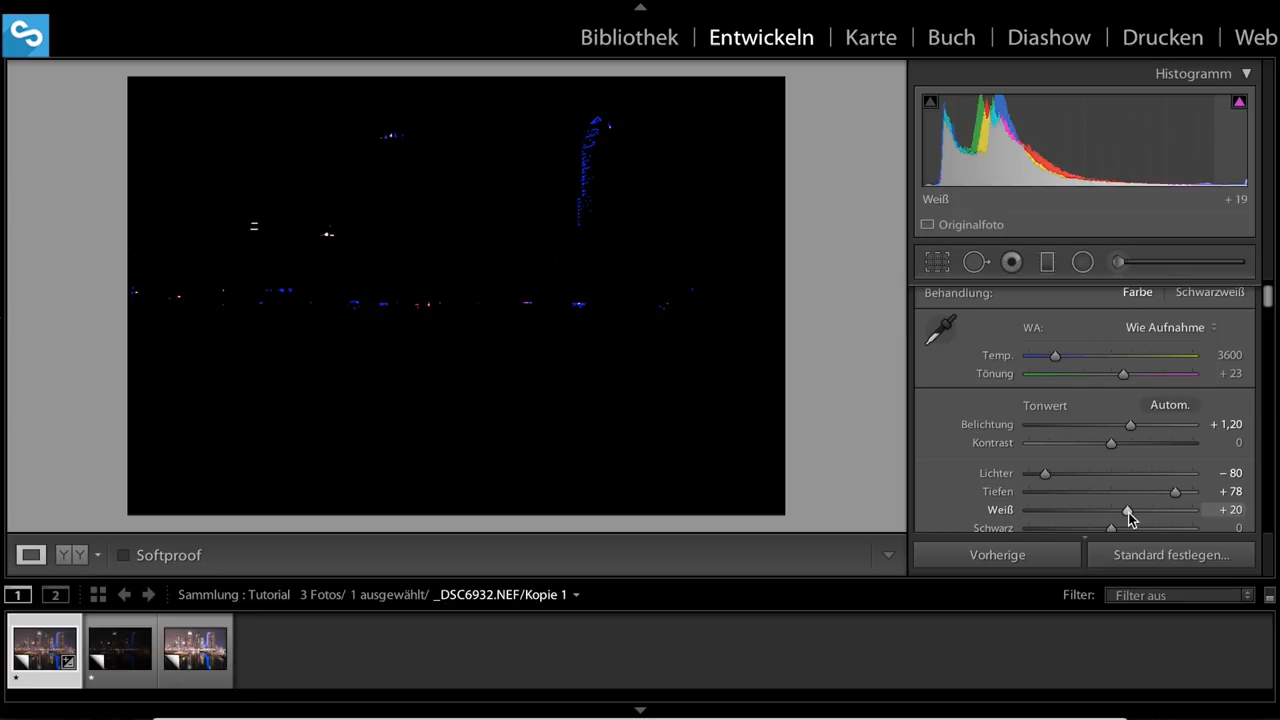 Bibliothek | Entwickeln | Karte | Buch | Diashow | Drucken | Web
Histogramm
Weiß + 19
Originalfoto
Behandlung: Farbe Schwarzweiß
WA: Wie Aufnahme
Temp. 3600
Tönung + 23
Tonwert Autom.
Belichtung + 1,20
Kontrast 0
Lichter – 80
Tiefen + 78
Weiß + 20
Schwarz 0
YY Softproof
Vorherige Standard festlegen...
1 2 Sammlung : Tutorial 3 Fotos/ 1 ausgewählt/ _DSC6932.NEF/Kopie 1 Filter: Filter aus